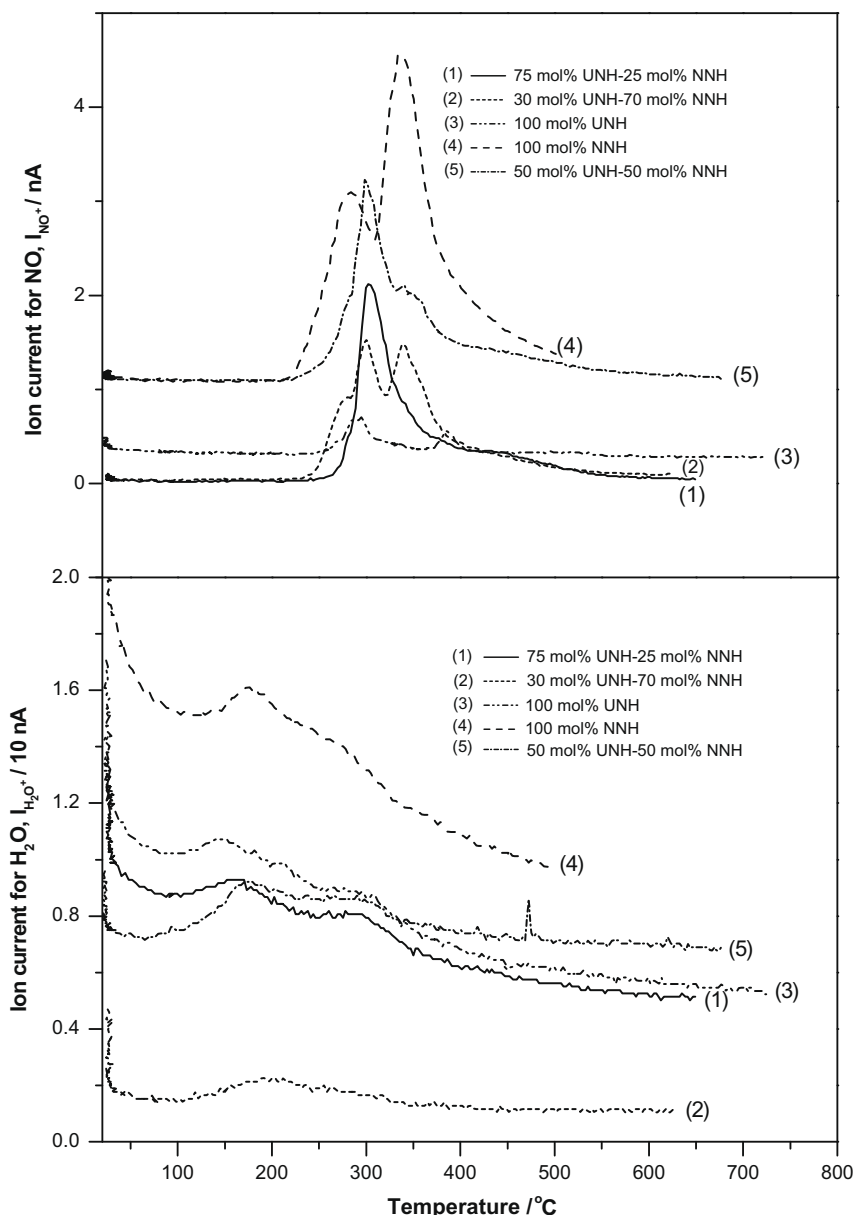 Ion current for NO, I_NO⁺ / nA
4
2
0
(1) 75 mol% UNH-25 mol% NNH
(2) 30 mol% UNH-70 mol% NNH
(3) 100 mol% UNH
(4) 100 mol% NNH
(5) 50 mol% UNH-50 mol% NNH
(4)
(5)
(3)
(2)
(1)
Ion current for H₂O, I_H₂O⁺ / 10 nA
2.0
1.6
1.2
0.8
0.4
0.0
(1) 75 mol% UNH-25 mol% NNH
(2) 30 mol% UNH-70 mol% NNH
(3) 100 mol% UNH
(4) 100 mol% NNH
(5) 50 mol% UNH-50 mol% NNH
(4)
(5)
(3)
(1)
(2)
100 200 300 400 500 600 700 800
Temperature / °C